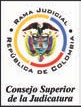 RAMA JUDICIAL
REPUBLICA DE COLOMBIA
Consejo Superior
de la Judicatura